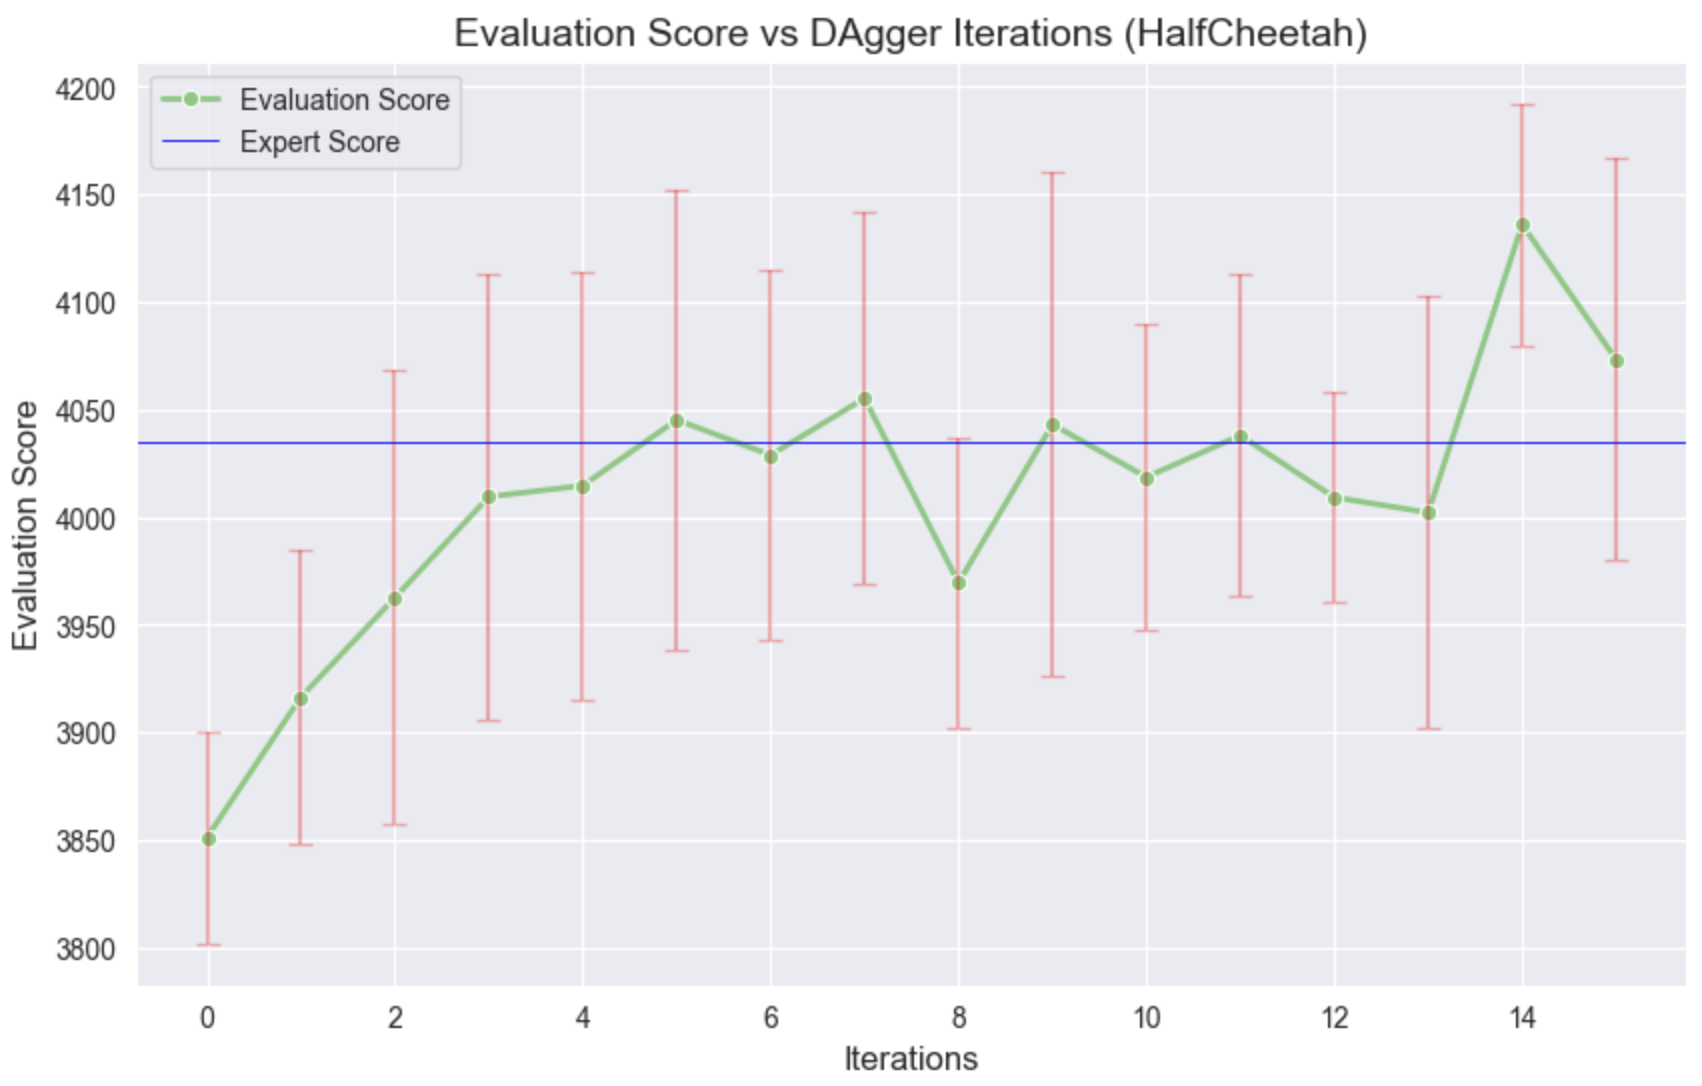 Evaluation Score vs DAgger Iterations (HalfCheetah)
Evaluation Score
Expert Score
4200
4150
4100
4050
4000
3950
3900
3850
3800
Evaluation Score
0 2 4 6 8 10 12 14
Iterations